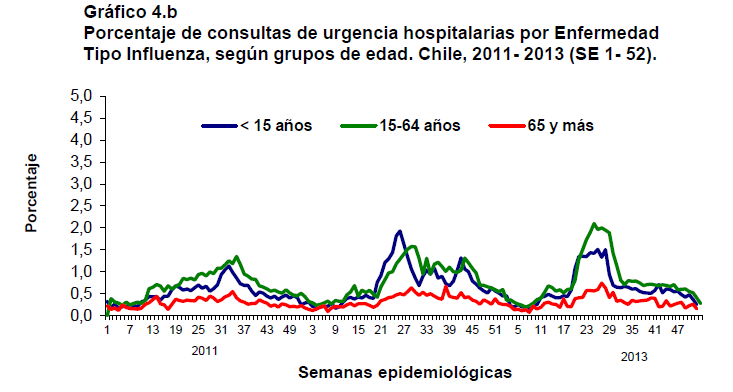 Gráfico 4.b
Porcentaje de consultas de urgencia hospitalarias por Enfermedad
Tipo Influenza, según grupos de edad. Chile, 2011- 2013 (SE 1- 52).
5,0
4,5
4,0
3,5
3,0
2,5
2,0
1,5
1,0
0,5
0,0
Porcentaje
< 15 años 15-64 años 65 y más
1 7 13 19 25 31 37 43 49 3 9 15 21 27 33 39 45 51 5 11 17 23 29 35 41 47
2011 2013
Semanas epidemiológicas